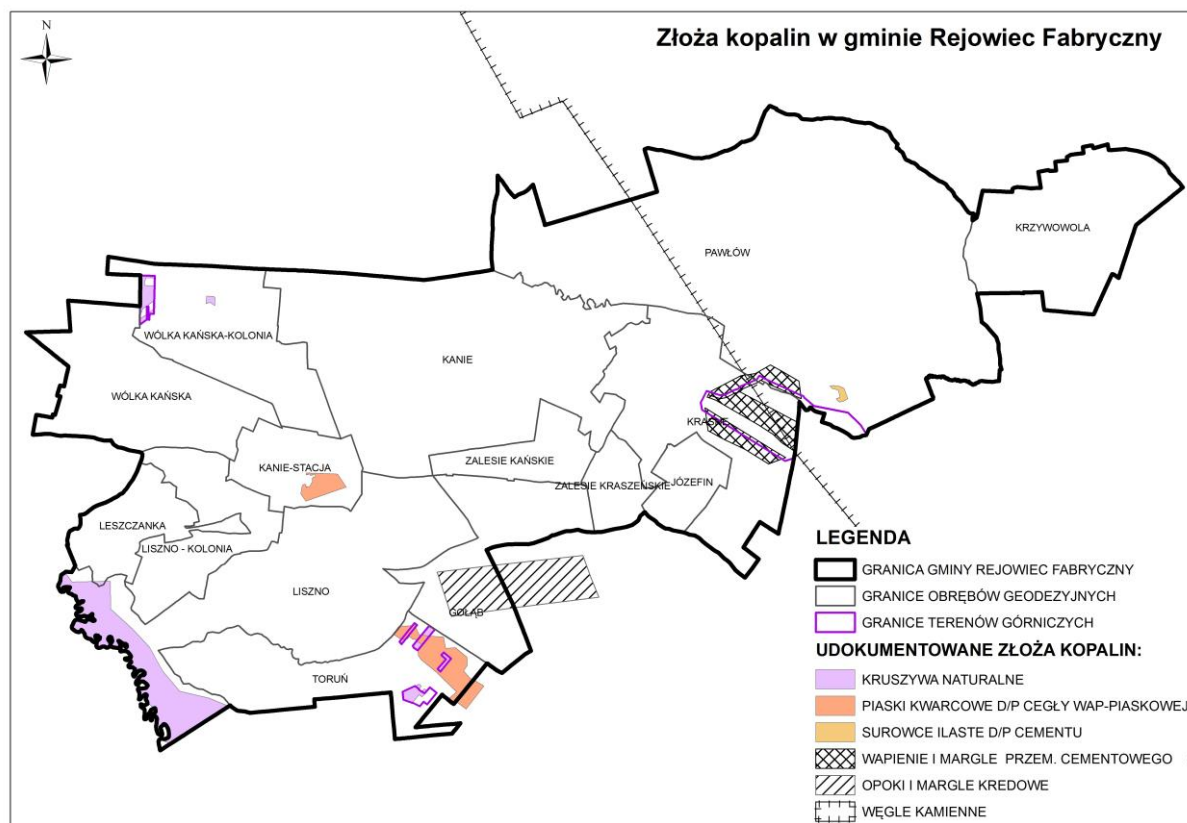 N
Złoża kopalin w gminie Rejowiec Fabryczny
KRZYWOWOLA
PAWŁÓW
WÓLKA KAŃSKA-KOLONIA
KANIE
WÓLKA KAŃSKA
KRASNE
KANIE-STACJA
ZALESIE KAŃSKIE
ZALESIE KRASZEŃSKIE
JÓZEFIN
LESZCZANKA
LISZNO - KOLONIA
LISZNO
GOŁĄB
TORUŃ
LEGENDA
GRANICA GMINY REJOWIEC FABRYCZNY
GRANICE OBRĘBÓW GEODEZYJNYCH
GRANICE TERENÓW GÓRNICZYCH
UDOKUMENTOWANE ZŁOŻA KOPALIN:
KRUSZYWA NATURALNE
PIASKI KWARCOWE D/P CEGŁY WAP-PIASKOWEJ
SUROWCE ILASTE D/P CEMENTU
WAPIENIE I MARGLE PRZEM. CEMENTOWEGO
OPOKI I MARGLE KREDOWE
WĘGLE KAMIENNE